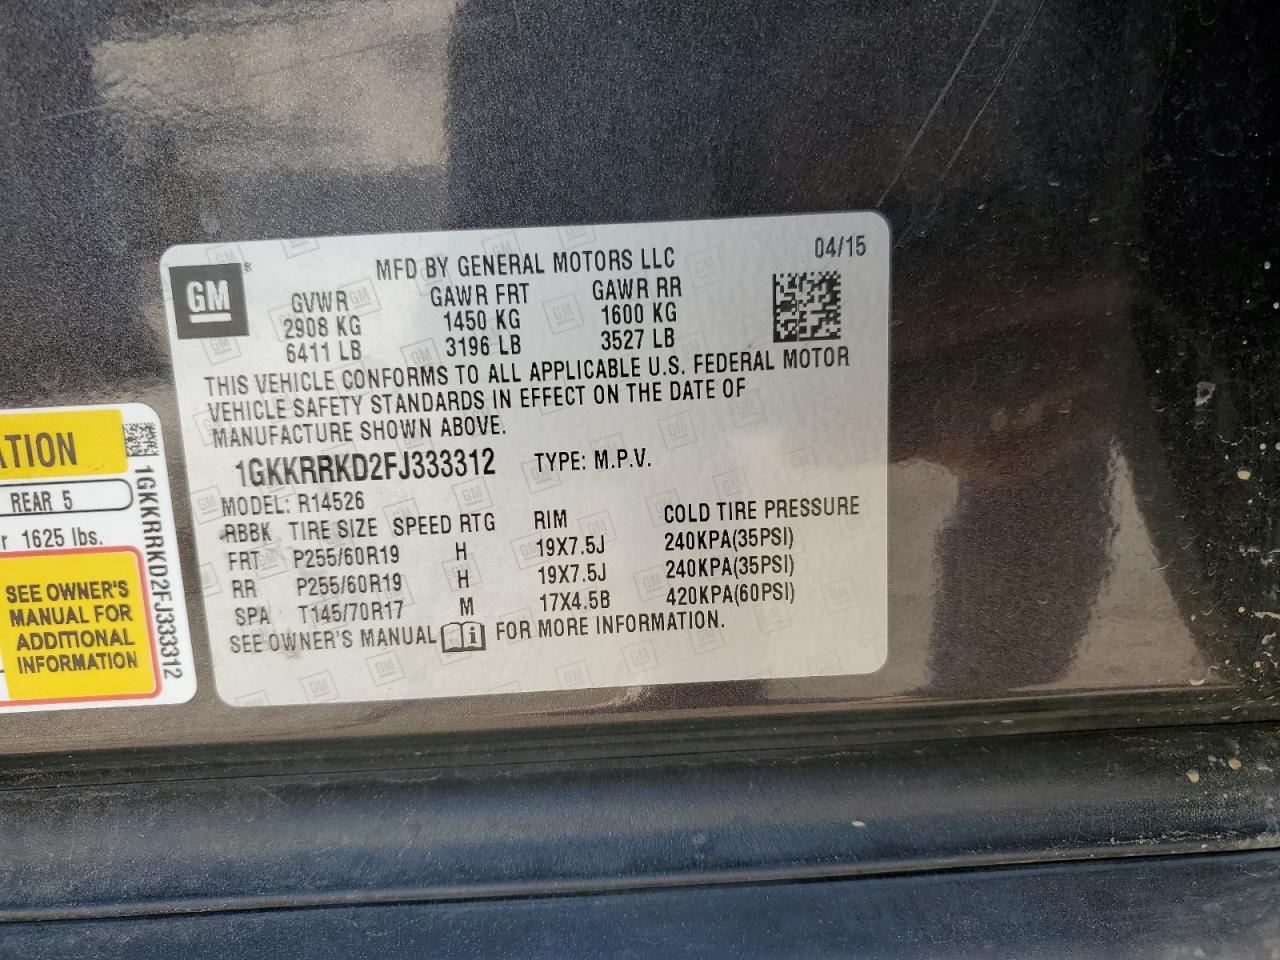 MFD BY GENERAL MOTORS LLC 04/15
GM ®
GVWR GAWR FRT GAWR RR
2908 KG 1450 KG 1600 KG
6411 LB 3196 LB 3527 LB
THIS VEHICLE CONFORMS TO ALL APPLICABLE U.S. FEDERAL MOTOR
VEHICLE SAFETY STANDARDS IN EFFECT ON THE DATE OF
MANUFACTURE SHOWN ABOVE.
1GKKRRKD2FJ333312 TYPE: M.P.V.
MODEL: R14526
RBBK TIRE SIZE SPEED RTG RIM COLD TIRE PRESSURE
FRT P255/60R19 H 19X7.5J 240KPA(35PSI)
RR P255/60R19 H 19X7.5J 240KPA(35PSI)
SPA T145/70R17 M 17X4.5B 420KPA(60PSI)
SEE OWNER'S MANUAL FOR MORE INFORMATION.
ATION
REAR 5
r 1625 lbs.
SEE OWNER'S
MANUAL FOR
ADDITIONAL
INFORMATION
1GKKRRKD2FJ333312